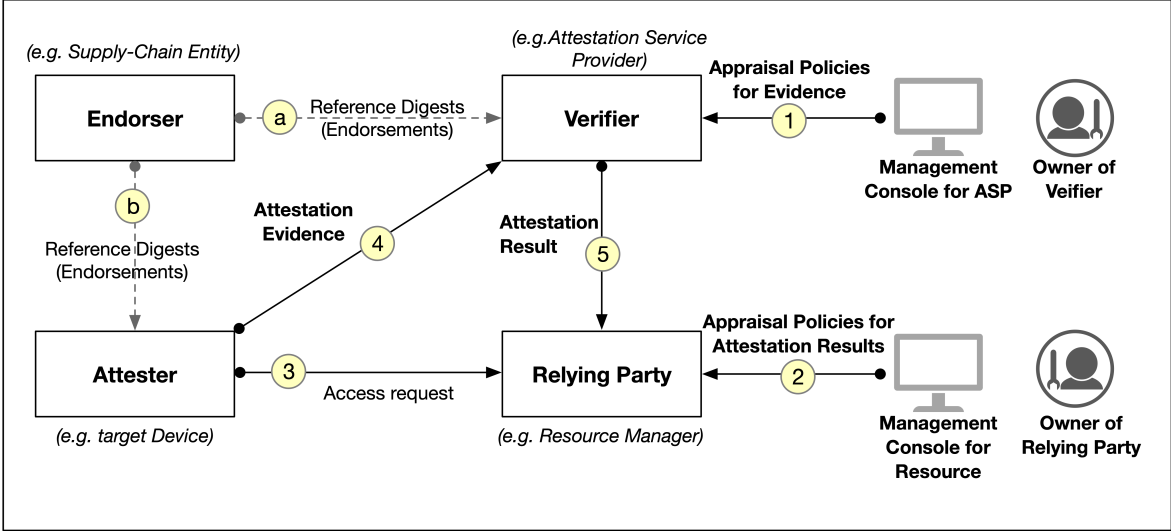 (e.g. Supply-Chain Entity)
Endorser
a
Reference Digests
(Endorsements)
(e.g.Attestation Service
Provider)
Verifier
Appraisal Policies
for Evidence
1
Management
Console for ASP
Owner of
Veifier
b
Reference Digests
(Endorsements)
Attestation
Evidence
4
Attestation
Result
5
Attester
(e.g. target Device)
3
Access request
Relying Party
(e.g. Resource Manager)
Appraisal Policies for
Attestation Results
2
Management
Console for
Resource
Owner of
Relying Party